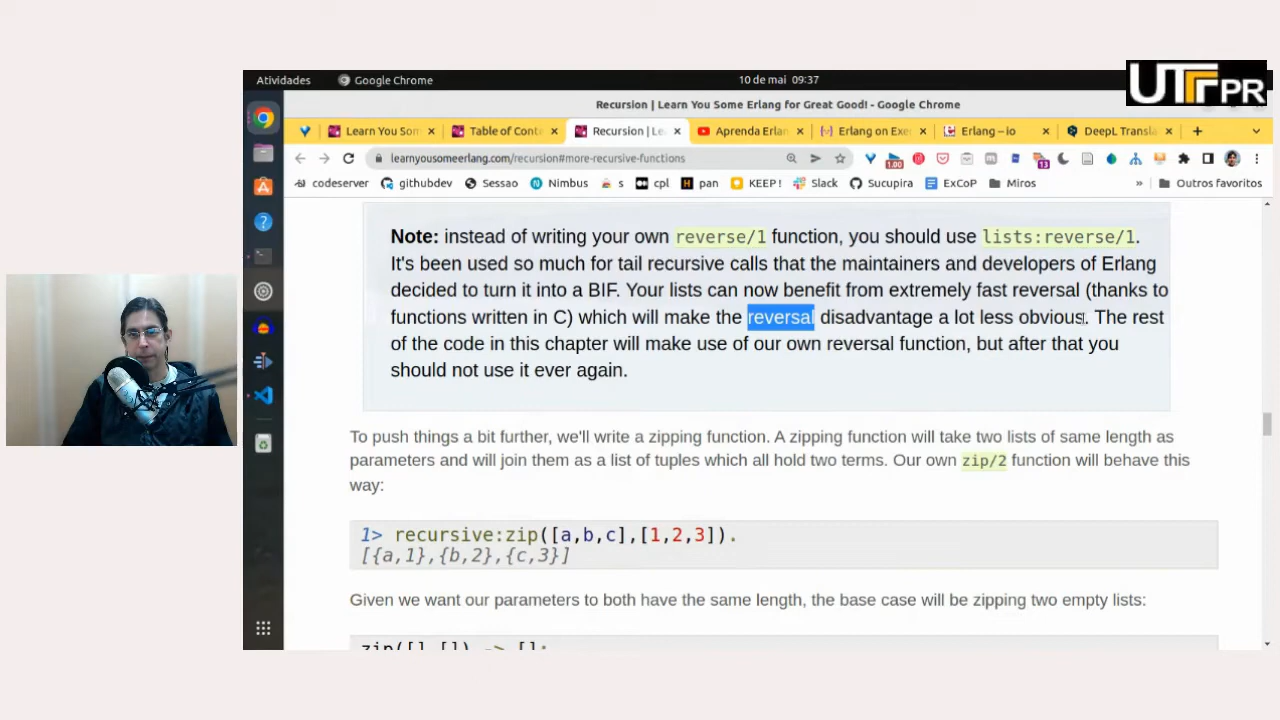 UTFPR
Atividades Google Chrome 10 de mai 09:37
Recursion | Learn You Some Erlang for Great Good! - Google Chrome
Learn You Som × Table of Conte × Recursion | Le × Aprenda Erlan × Erlang on Exe × Erlang – io × DeepL Transla × +
learnyousomeerlang.com/recursion#more-recursive-functions 1.00 13
codeserver githubdev Sessao Nimbus s cpl pan KEEP! Slack Sucupira ExCoP Miros » Outros favoritos
Note: instead of writing your own reverse/1 function, you should use lists:reverse/1.
It's been used so much for tail recursive calls that the maintainers and developers of Erlang
decided to turn it into a BIF. Your lists can now benefit from extremely fast reversal (thanks to
functions written in C) which will make the reversal disadvantage a lot less obvious. The rest
of the code in this chapter will make use of our own reversal function, but after that you
should not use it ever again.
To push things a bit further, we'll write a zipping function. A zipping function will take two lists of same length as
parameters and will join them as a list of tuples which all hold two terms. Our own zip/2 function will behave this
way:
1> recursive:zip([a,b,c],[1,2,3]).
[{a,1},{b,2},{c,3}]
Given we want our parameters to both have the same length, the base case will be zipping two empty lists:
zip([],[]) -> [];